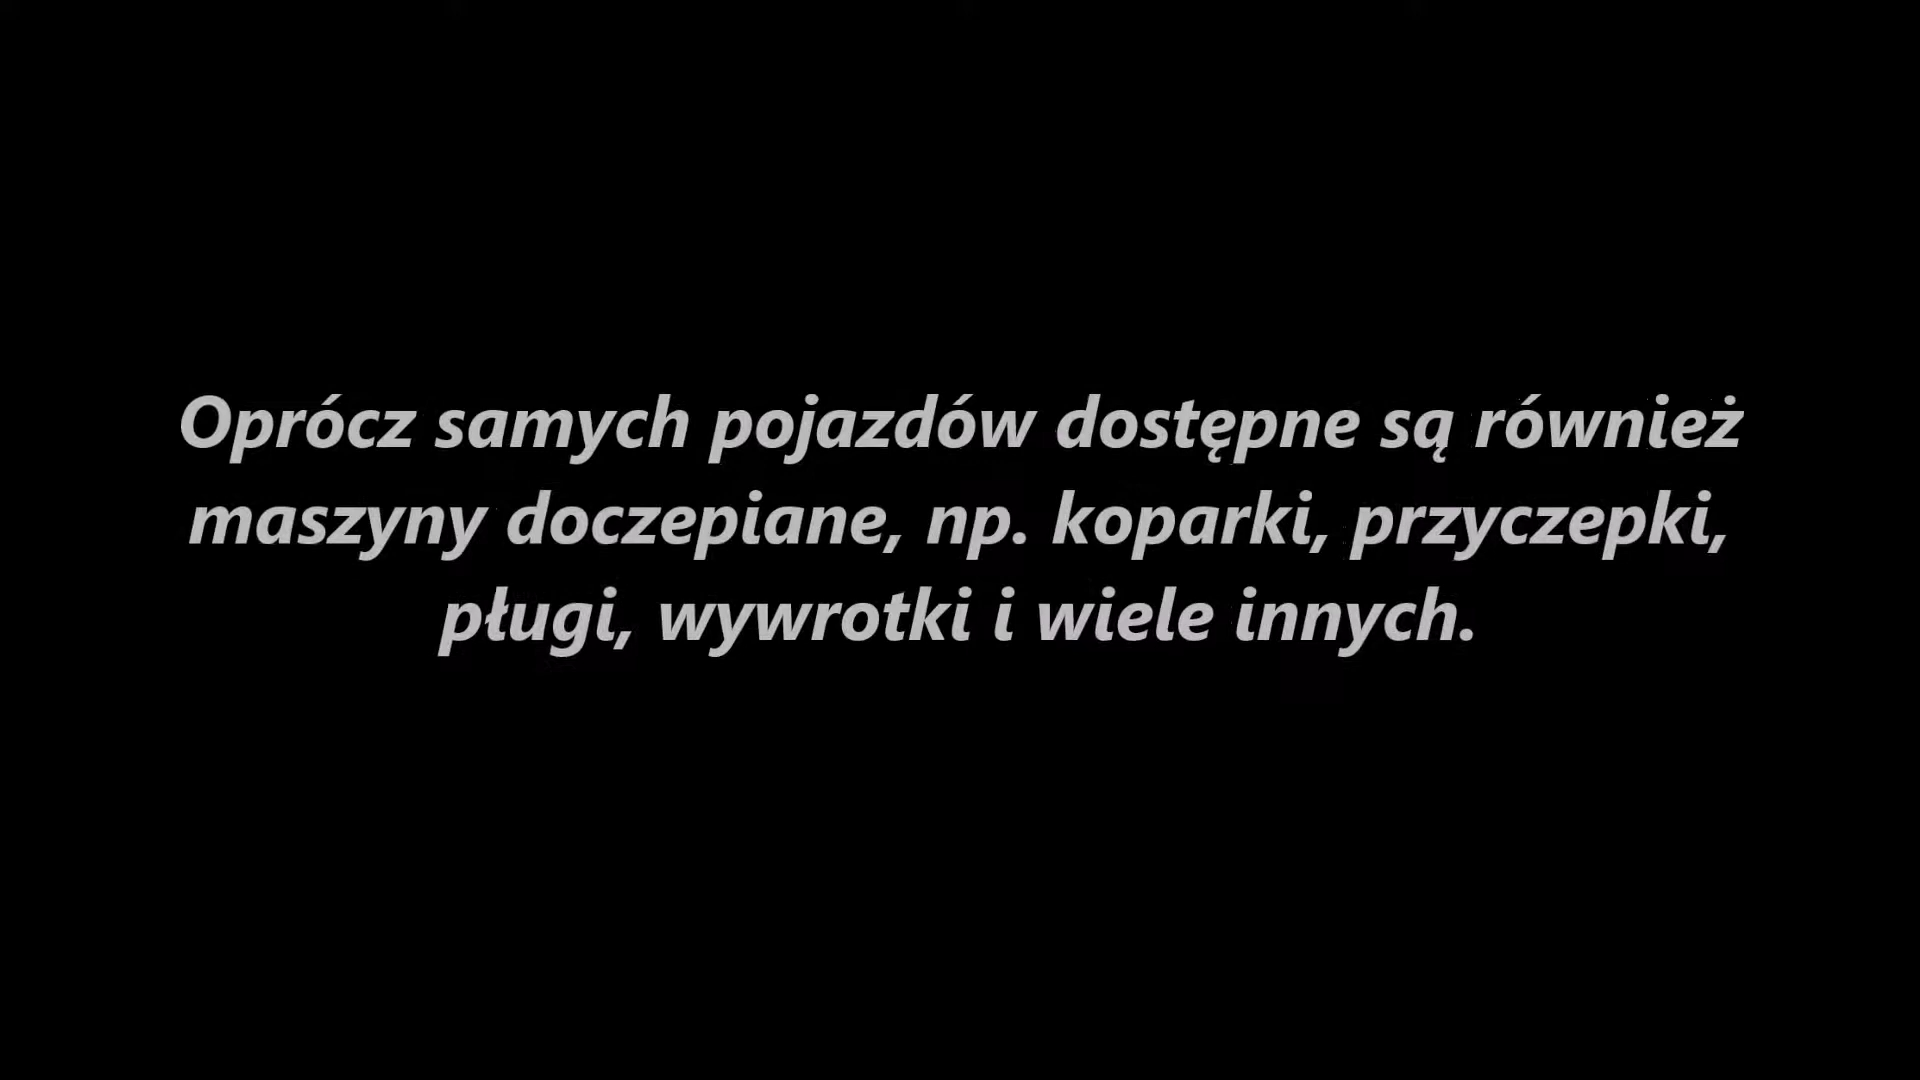 Oprócz samych pojazdów dostępne są również
maszyny doczepiane, np. koparki, przyczepki,
pługi, wywrotki i wiele innych.